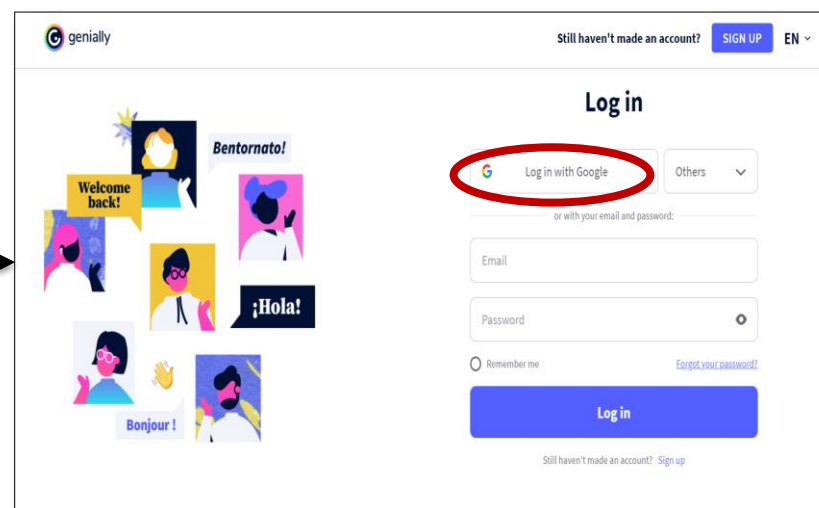 genially
Still haven't made an account? SIGN UP EN
Log in
Bentornato!
Welcome
back!
¡Hola!
Bonjour !
Log in with Google
Others
or with your email and password:
Email
Password
Remember me
Forgot your password?
Log in
Still haven't made an account? Sign up